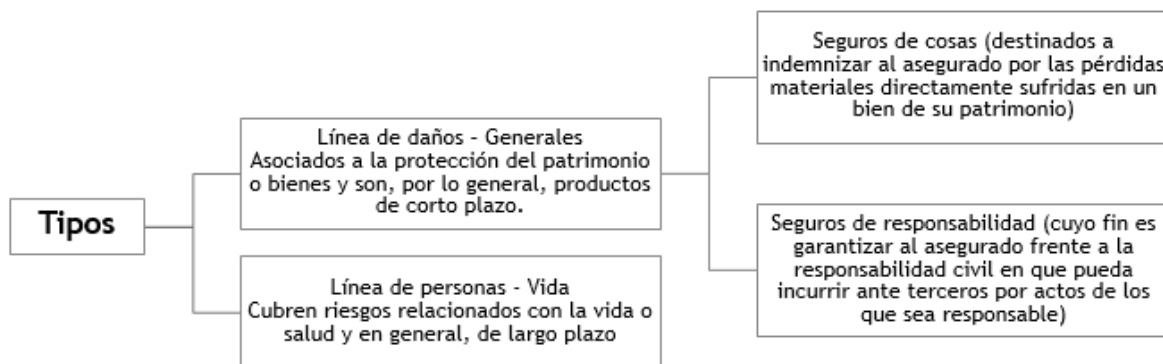 Tipos
Línea de daños - Generales
Asociados a la protección del patrimonio
o bienes y son, por lo general, productos
de corto plazo.
Línea de personas - Vida
Cubren riesgos relacionados con la vida o
salud y en general, de largo plazo
Seguros de cosas (destinados a
indemnizar al asegurado por las pérdidas
materiales directamente sufridas en un
bien de su patrimonio)
Seguros de responsabilidad (cuyo fin es
garantizar al asegurado frente a la
responsabilidad civil en que pueda
incurrir ante terceros por actos de los
que sea responsable)